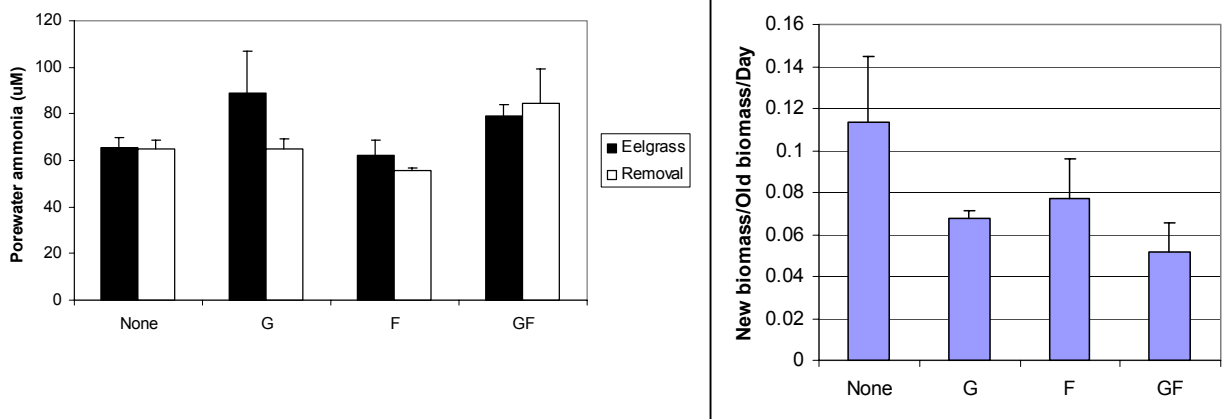 Porewater ammonia (uM)
120
100
80
60
40
20
0
None G F GF
Eelgrass
Removal
New biomass/Old biomass/Day
0.16
0.14
0.12
0.1
0.08
0.06
0.04
0.02
0
None G F GF